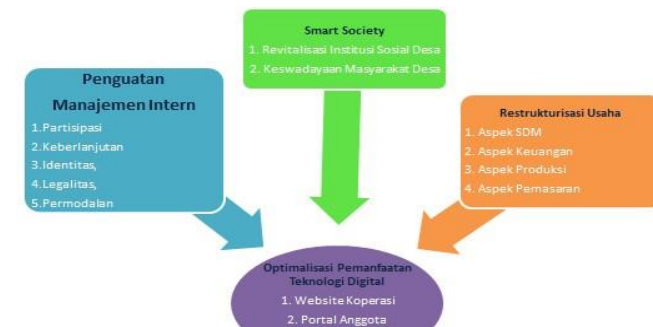 Smart Society
1. Revitalisasi Institusi Sosial Desa
2. Keswadayaan Masyarakat Desa
Penguatan
Manajemen Intern
1.Partisipasi
2.Keberlanjutan
3.Identitas,
4.Legalitas,
5.Permodalan
Restrukturisasi Usaha
1. Aspek SDM
2. Aspek Keuangan
3. Aspek Produksi
4. Aspek Pemasaran
Optimalisasi Pemanfaatan
Teknologi Digital
1. Website Koperasi
2. Portal Anggota